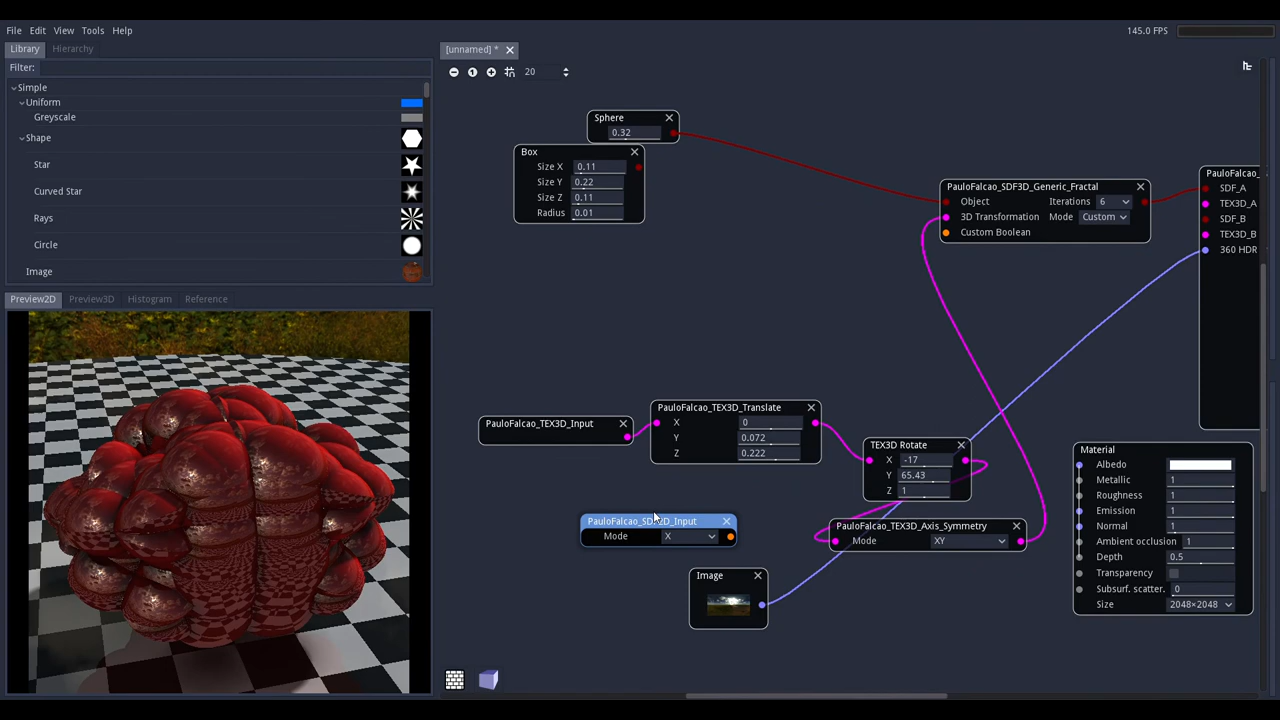 File Edit View Tools Help
145.0 FPS
Library Hierarchy
[unnamed] *
Filter:
20
Simple
Uniform
Greyscale
Shape
Star
Curved Star
Rays
Circle
Image
Preview2D Preview3D Histogram Reference
Sphere
0.32
Box
Size X 0.11
Size Y 0.22
Size Z 0.11
Radius 0.01
PauloFalcao_SDF3D_Generic_Fractal
Object Iterations 6
3D Transformation Mode Custom
Custom Boolean
PauloFalcao_
SDF_A
TEX3D_A
SDF_B
TEX3D_B
360 HDR
PauloFalcao_TEX3D_Input
PauloFalcao_TEX3D_Translate
X 0
Y 0.072
Z 0.222
TEX3D Rotate
X -17
Y 65.43
Z 1
PauloFalcao_TEX3D_Axis_Symmetry
Mode XY
Mode X
Image
Material
Albedo
Metallic 1
Roughness 1
Emission 1
Normal 1
Ambient occlusion 1
Depth 0.5
Transparency
Subsurf. scatter. 0
Size 2048×2048